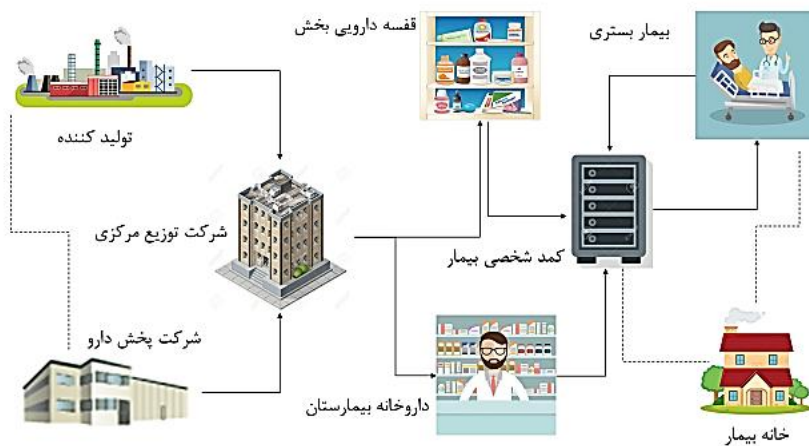 قفسه دارویی بخش
بیمار بستری
تولید کننده
شرکت توزیع مرکزی
کمد شخصی بیمار
شرکت پخش دارو
داروخانه بیمارستان
خانه بیمار